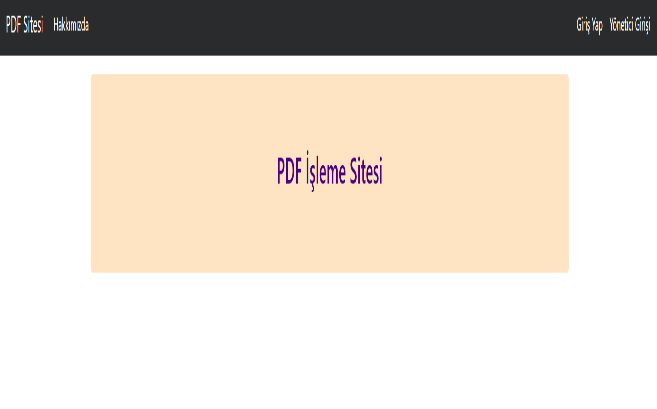 PDF Sitesi Hakkımızda Giriş Yap Yönetici Girişi
PDF İşleme Sitesi